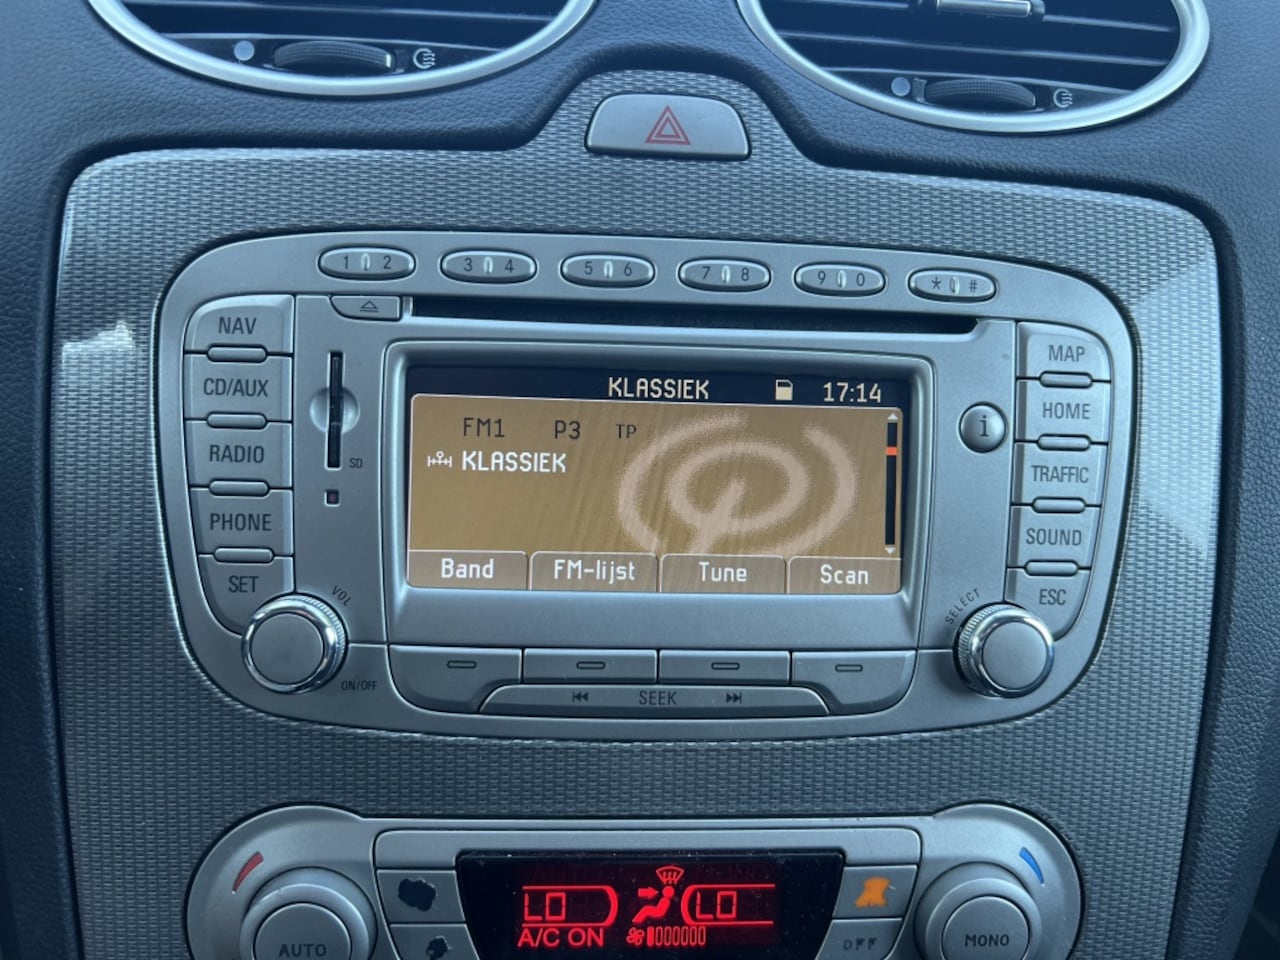 1 2 3 4 5 6 7 8 9 0 * #
NAV
CD/AUX
RADIO
PHONE
SET
SD
VOL
ON/OFF
KLASSIEK 17:14
FM1 P3 TP
KLASSIEK
Band FM-lijst Tune Scan
SEEK
i
MAP
HOME
TRAFFIC
SOUND
ESC
SELECT
LO LO
A/C ON
AUTO
OFF
MONO